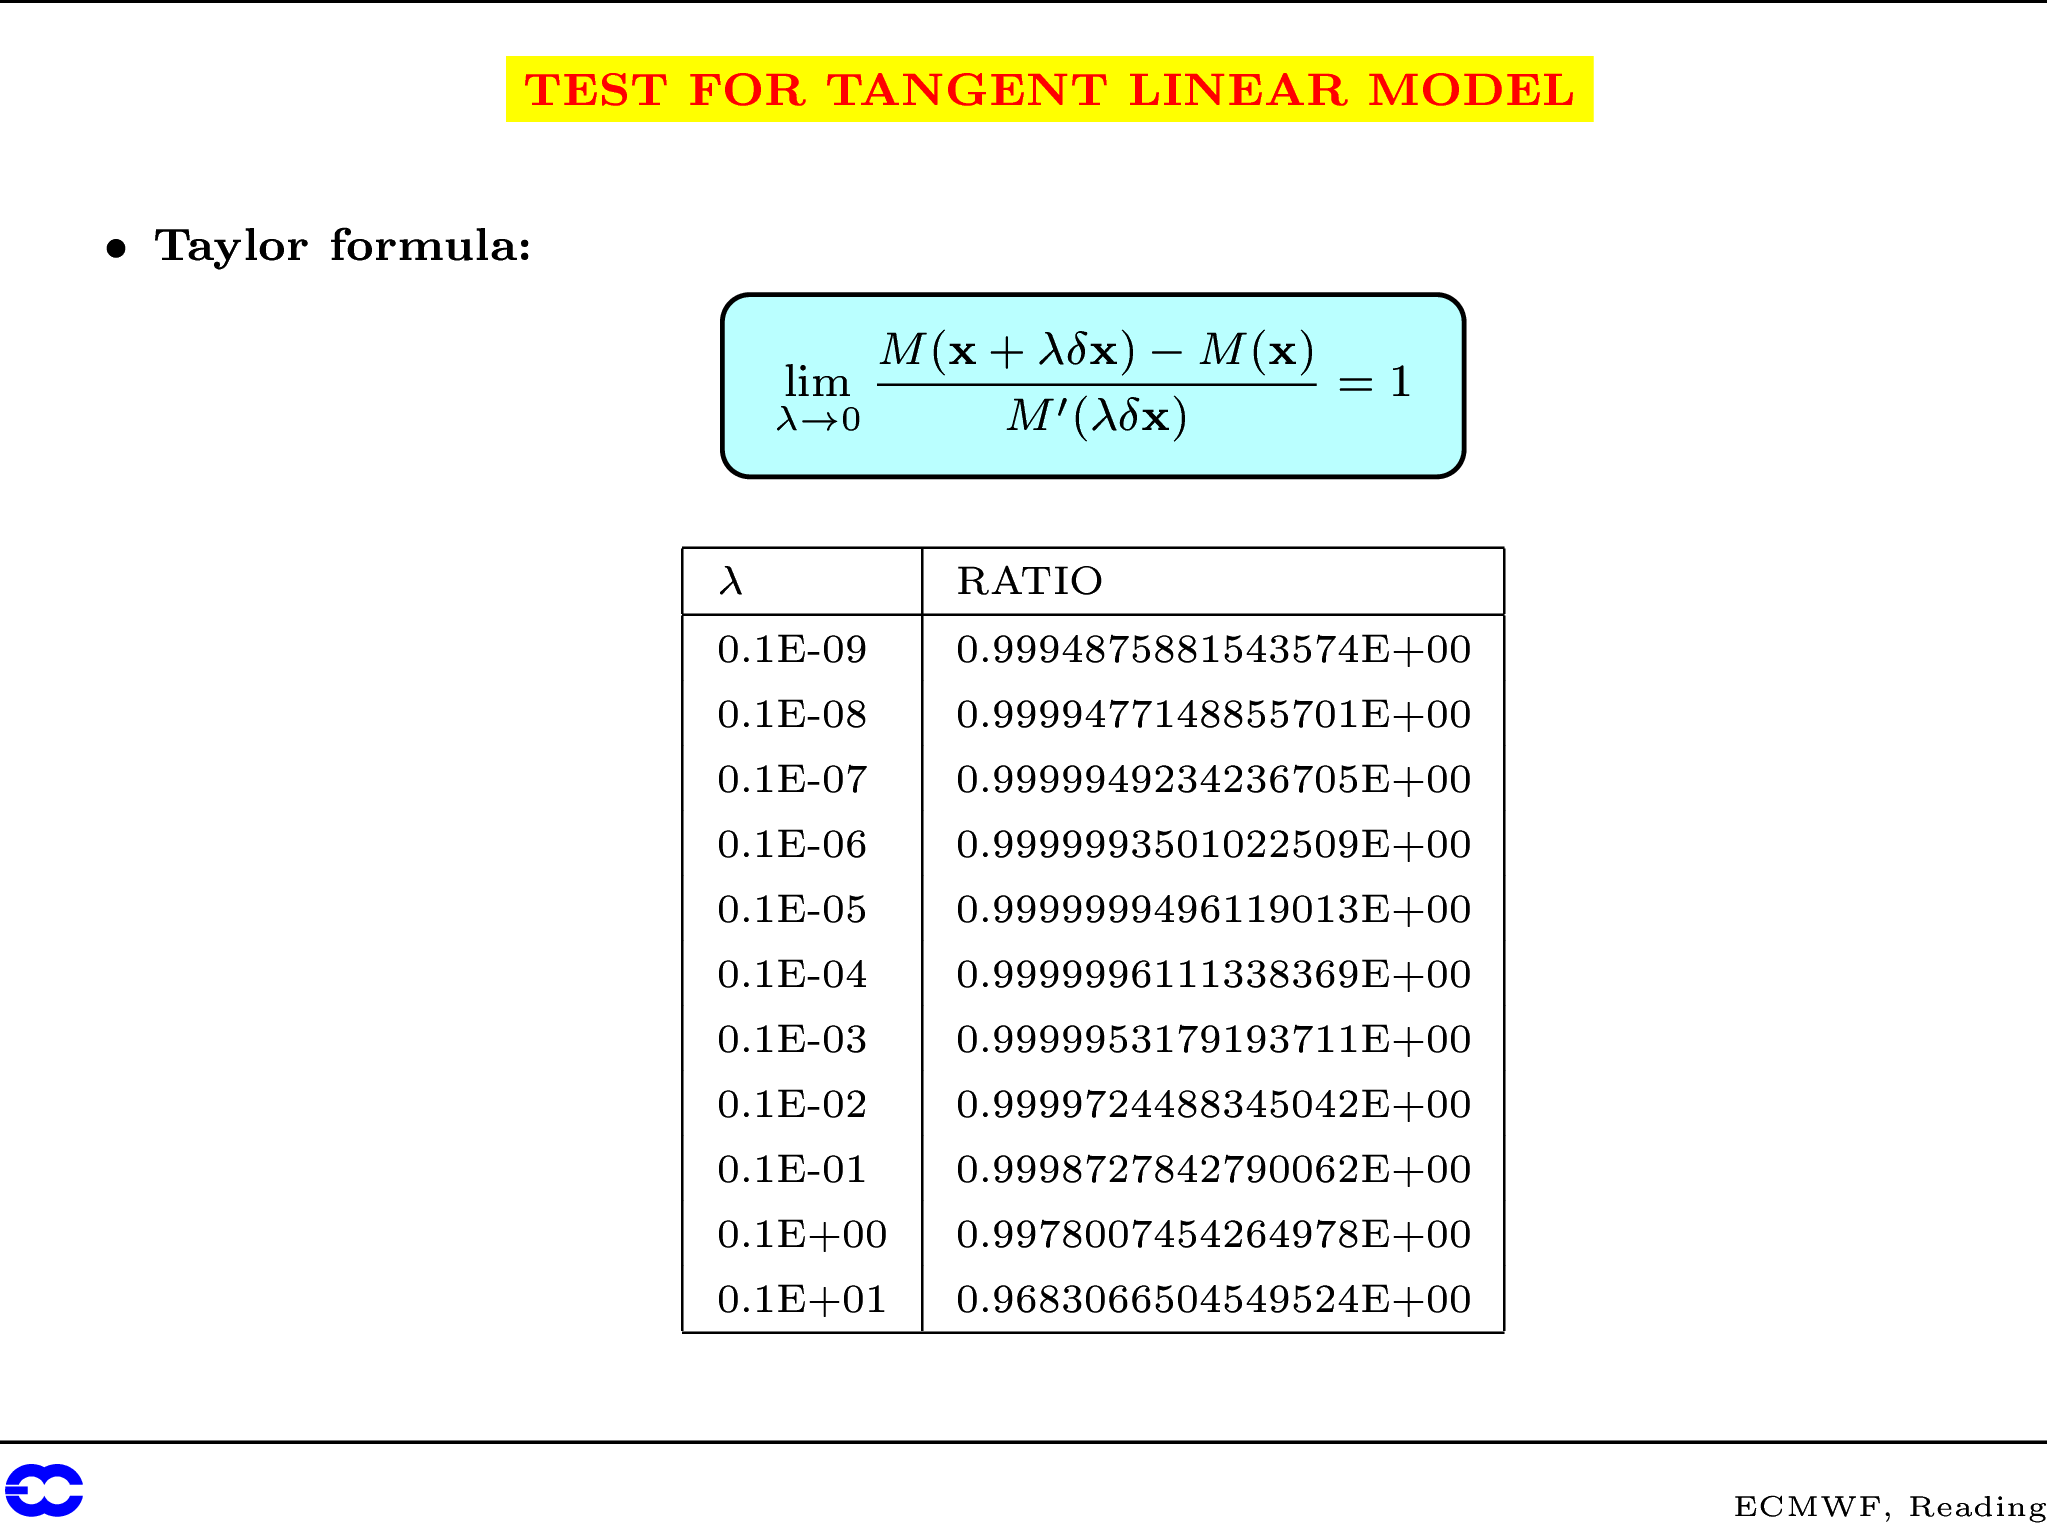 TEST FOR TANGENT LINEAR MODEL
• Taylor formula:
lim_{λ→0} \frac{M(x + λδx) − M(x)}{M′(λδx)} = 1
λ RATIO
0.1E-09 0.9994875881543574E+00
0.1E-08 0.9999477148855701E+00
0.1E-07 0.9999949234236705E+00
0.1E-06 0.9999993501022509E+00
0.1E-05 0.9999999496119013E+00
0.1E-04 0.9999996111338369E+00
0.1E-03 0.9999953179193711E+00
0.1E-02 0.9999724488345042E+00
0.1E-01 0.9998727842790062E+00
0.1E+00 0.9978007454264978E+00
0.1E+01 0.9683066504549524E+00
ECMWF, Reading